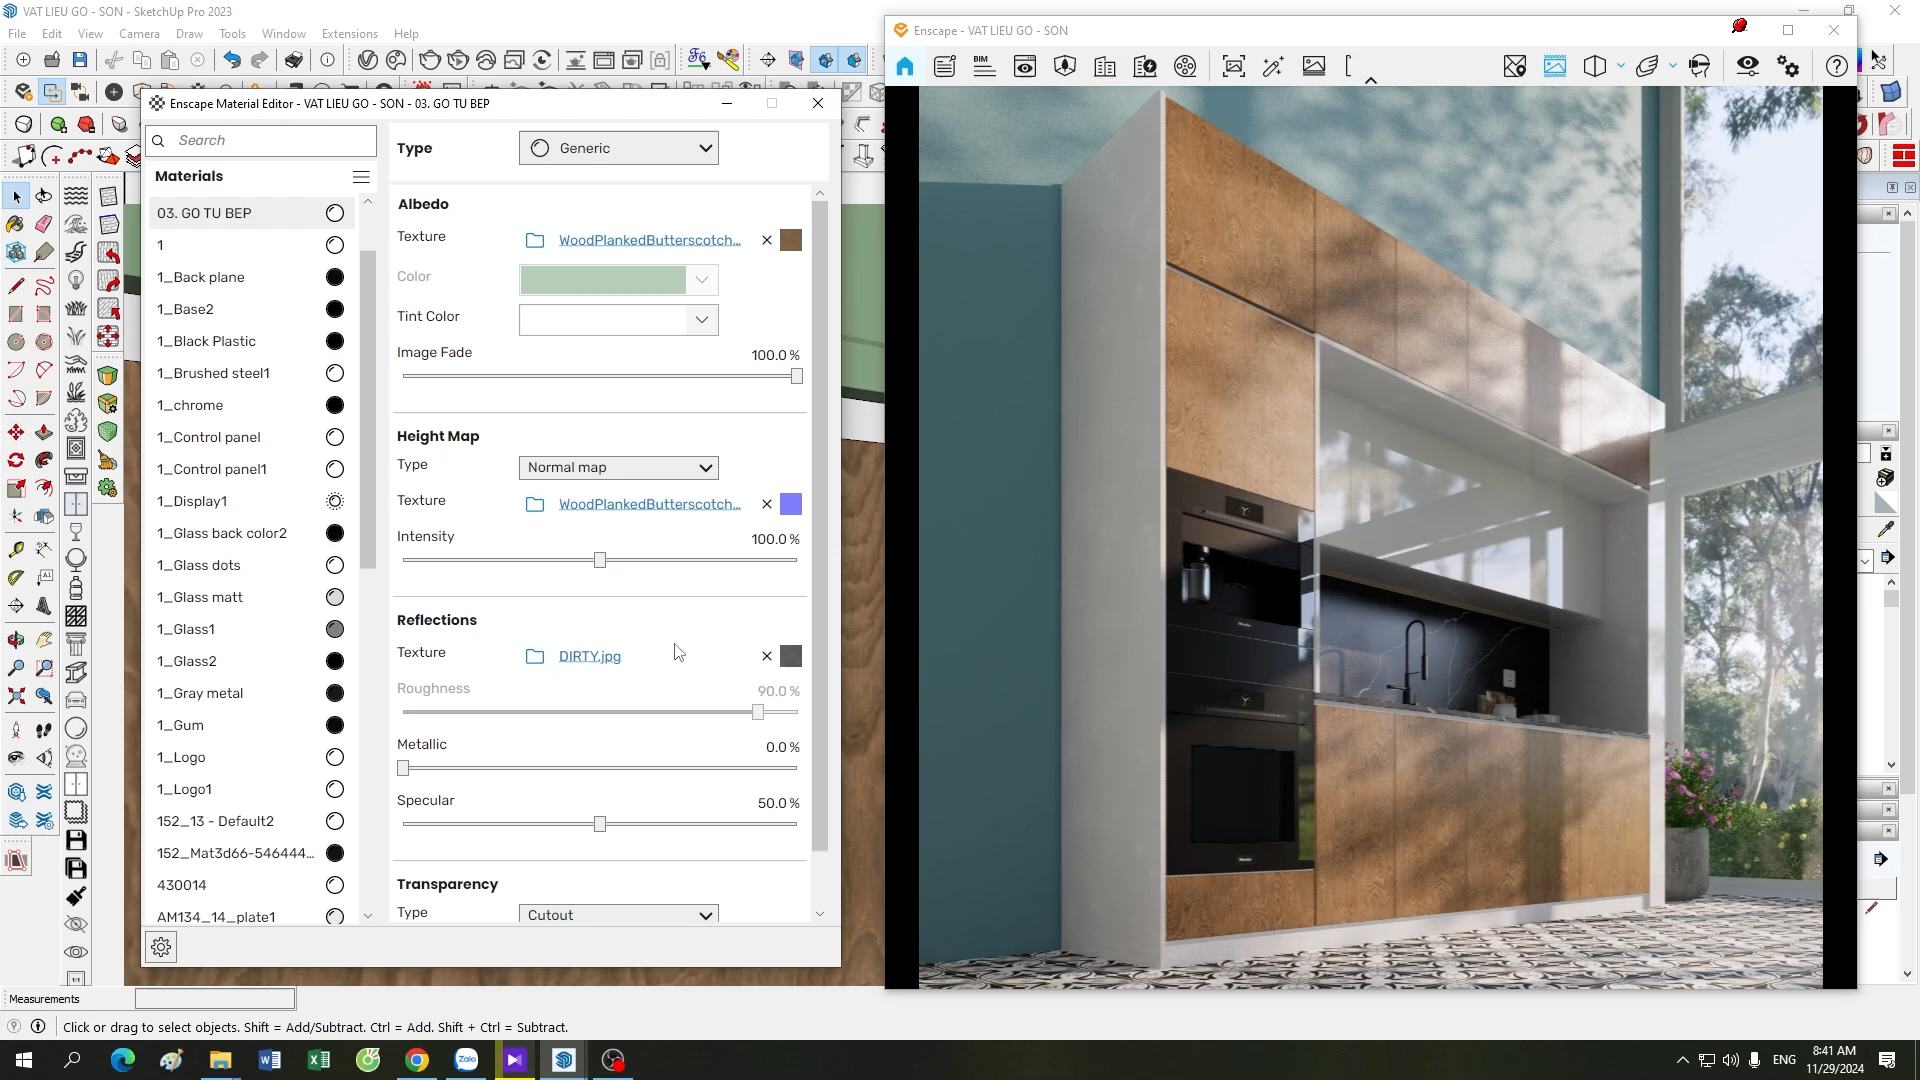 VAT LIEU GO - SON - SketchUp Pro 2023
File Edit View Camera Draw Tools Window Extensions Help
Enscape - VAT LIEU GO - SON
BIM
Enscape Material Editor - VAT LIEU GO - SON - 03. GO TU BEP
Search
Materials
03. GO TU BEP
1
1_Back plane
1_Base2
1_Black Plastic
1_Brushed steel1
1_chrome
1_Control panel
1_Control panel1
1_Display1
1_Glass back color2
1_Glass dots
1_Glass matt
1_Glass1
1_Glass2
1_Gray metal
1_Gum
1_Logo
1_Logo1
152_13 - Default2
152_Mat3d66-546444...
430014
AM134_14_plate1
Type Generic
Albedo
Texture WoodPlankedButterscotch...
Color
Tint Color
Image Fade 100.0 %
Height Map
Type Normal map
Texture WoodPlankedButterscotch...
Intensity 100.0 %
Reflections
Texture DIRTY.jpg
Roughness 90.0 %
Metallic 0.0 %
Specular 50.0 %
Transparency
Type Cutout
Measurements
Click or drag to select objects. Shift = Add/Subtract. Ctrl = Add. Shift + Ctrl = Subtract.
Zalo
ENG
8:41 AM
11/29/2024